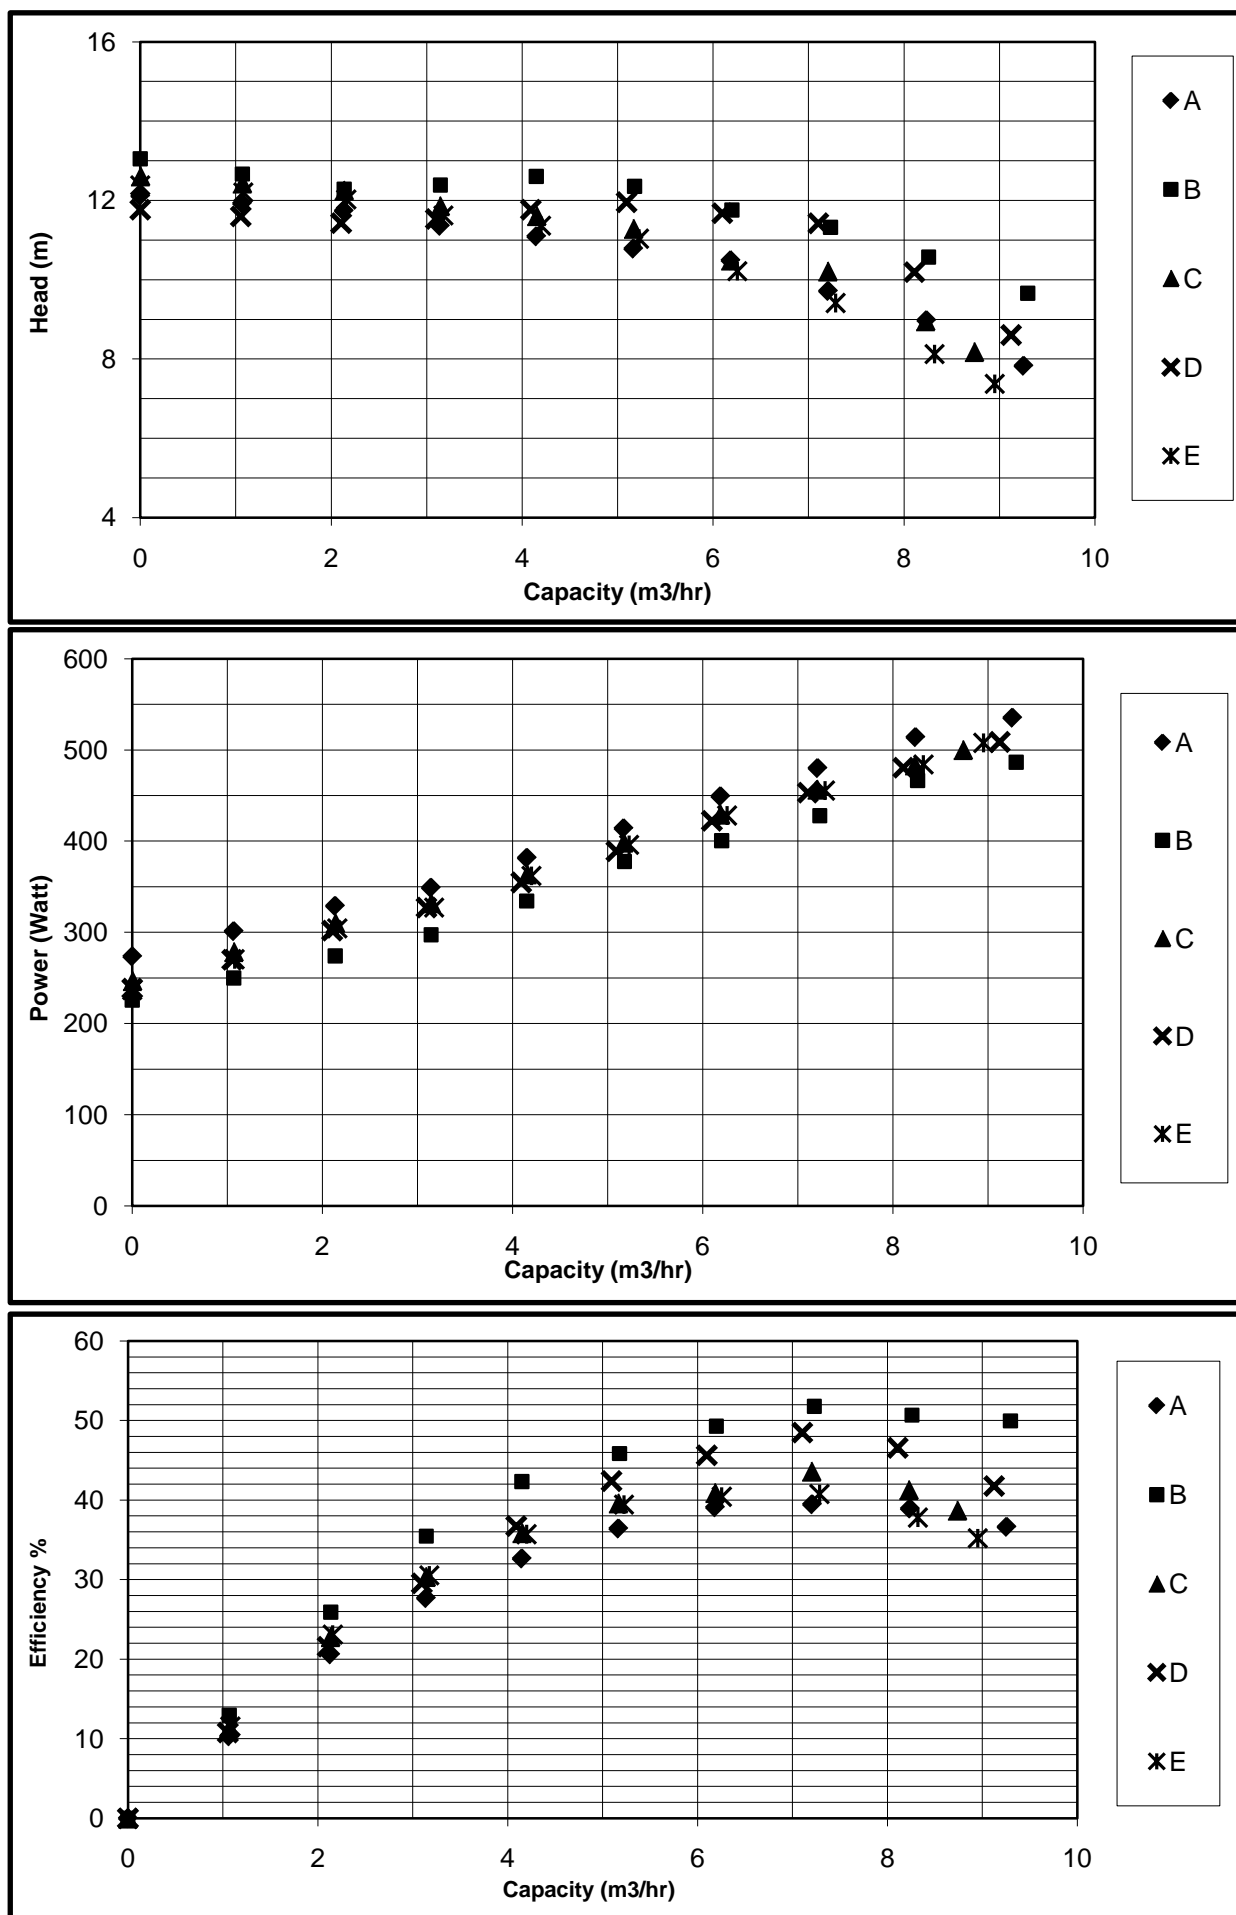 16
12
8
4
Head (m)
0 2 4 6 8 10
Capacity (m3/hr)
A
B
C
D
E
600
500
400
300
200
100
0
Power (Watt)
0 2 4 6 8 10
Capacity (m3/hr)
A
B
C
D
E
60
50
40
30
20
10
0
Efficiency %
0 2 4 6 8 10
Capacity (m3/hr)
A
B
C
D
E